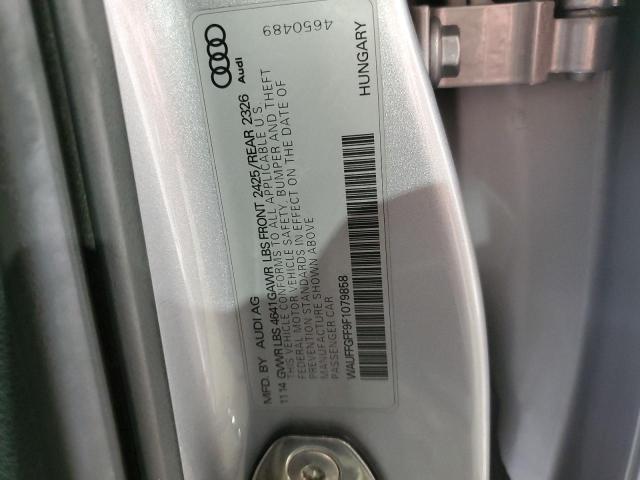 4650489
Audi
MFD. BY AUDI AG
11 14 GVWR LBS 4641 GAWR LBS FRONT 2425/REAR 2326
THIS VEHICLE CONFORMS TO ALL APPLICABLE U.S.
FEDERAL MOTOR VEHICLE SAFETY, BUMPER AND THEFT
PREVENTION STANDARDS IN EFFECT ON THE DATE OF
MANUFACTURE SHOWN ABOVE
PASSENGER CAR
WAUFFGFF9F1079858
HUNGARY